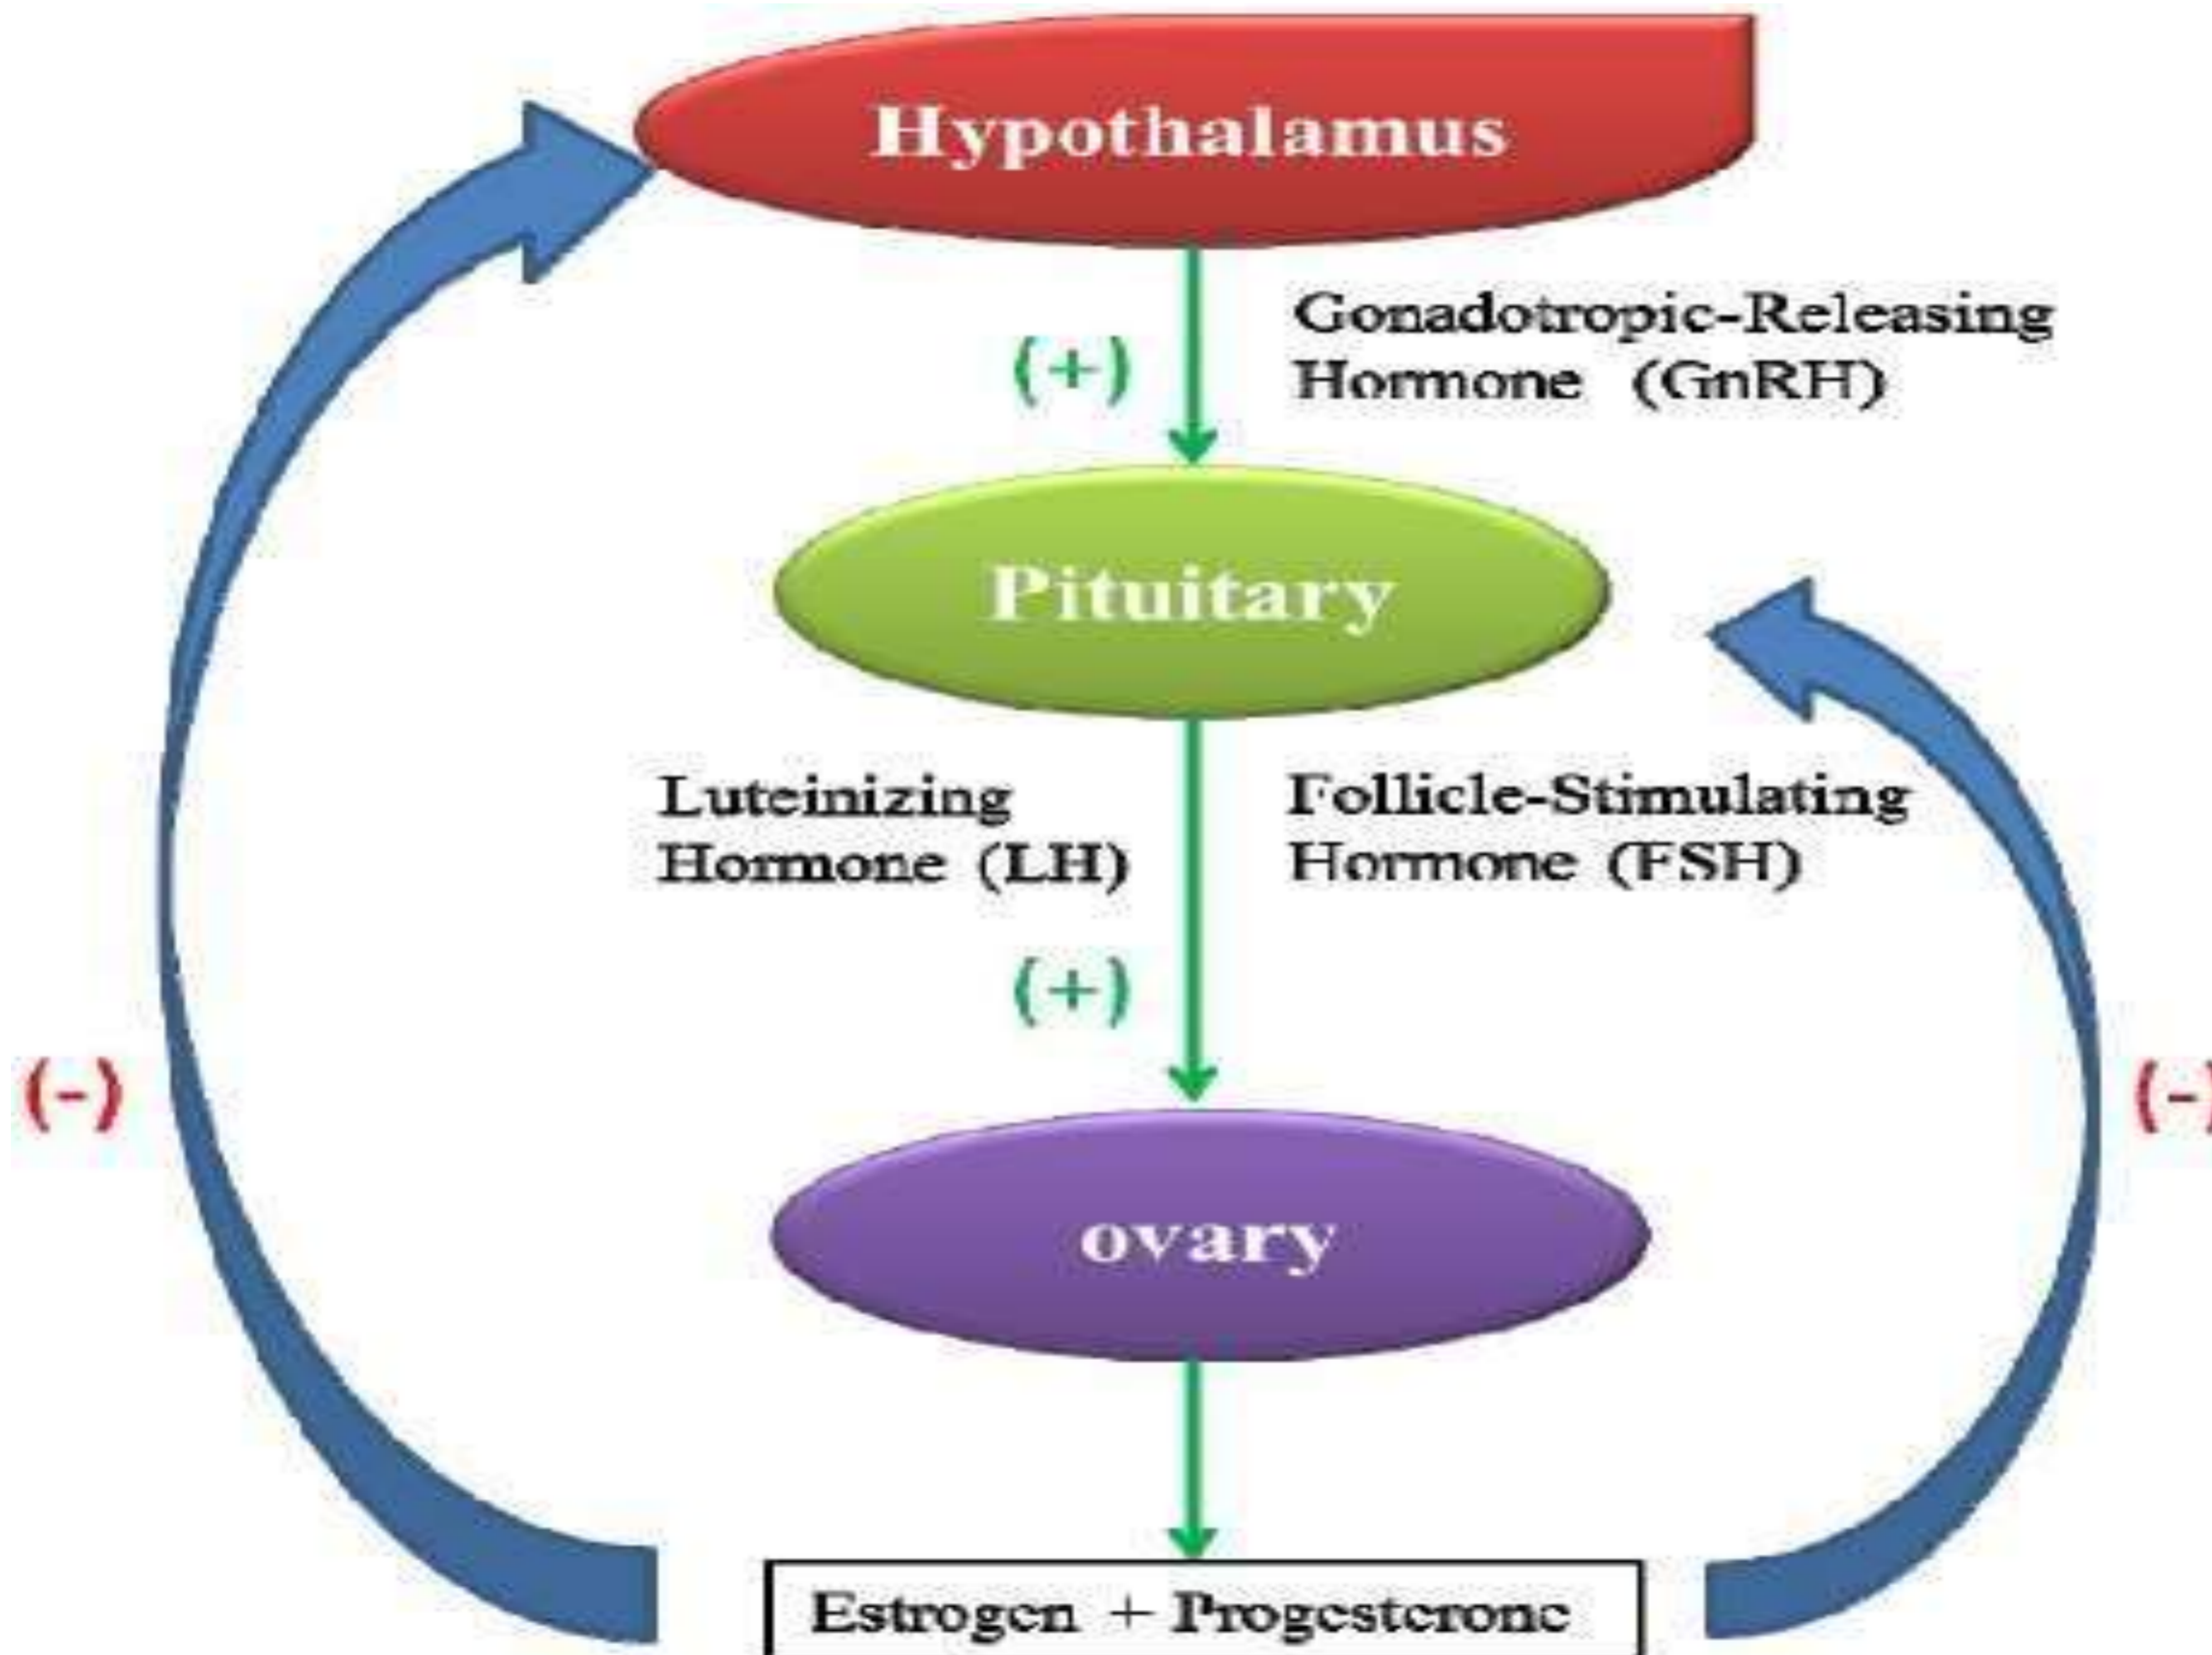 Hypothalamus
(+)
Gonadotropic-Releasing
Hormone (GnRH)
Pituitary
Luteinizing
Hormone (LH)
Follicle-Stimulating
Hormone (FSH)
(+)
(-)
(-)
ovary
Estrogen + Progesterone